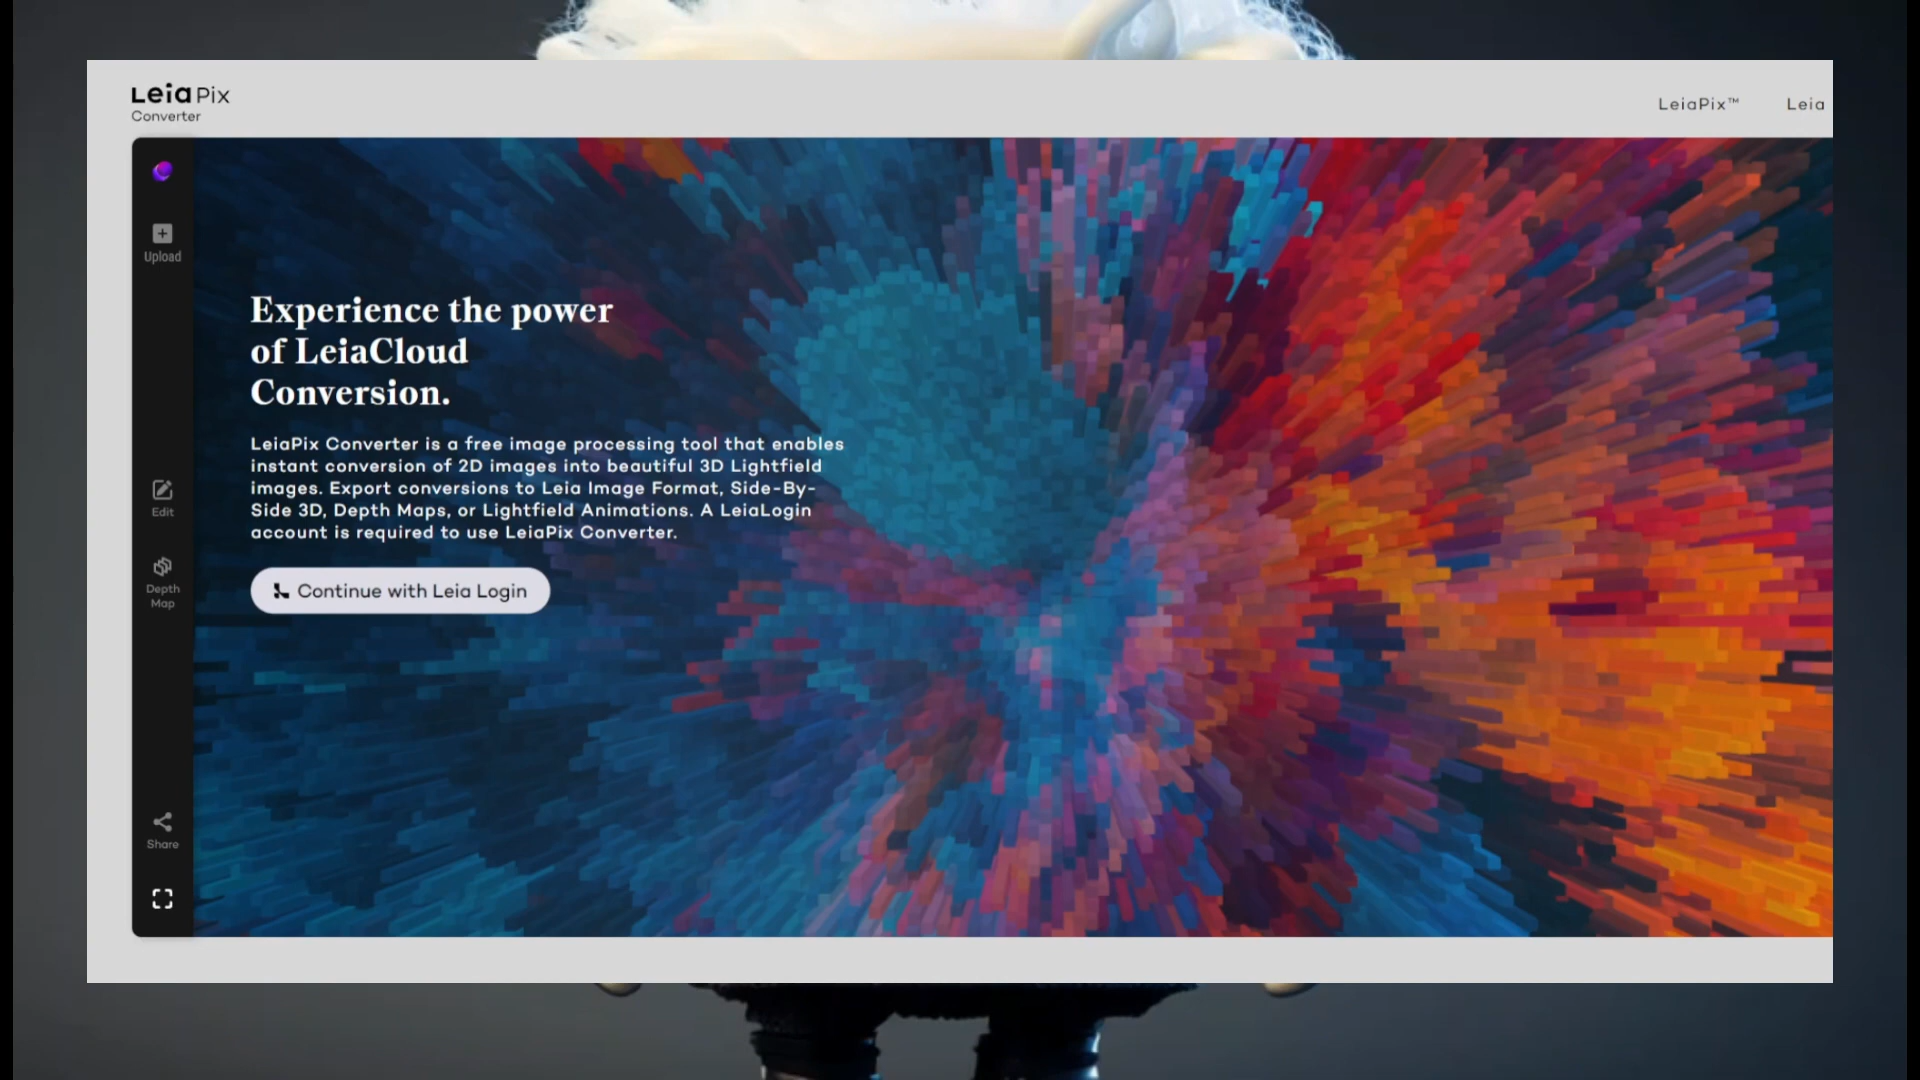 Leia Pix
Converter
LeiaPix™
Leia
Upload
Experience the power
of LeiaCloud
Conversion.
LeiaPix Converter is a free image processing tool that enables
instant conversion of 2D images into beautiful 3D Lightfield
images. Export conversions to Leia Image Format, Side-By-
Side 3D, Depth Maps, or Lightfield Animations. A LeiaLogin
account is required to use LeiaPix Converter.
Continue with Leia Login
Edit
Depth
Map
Share